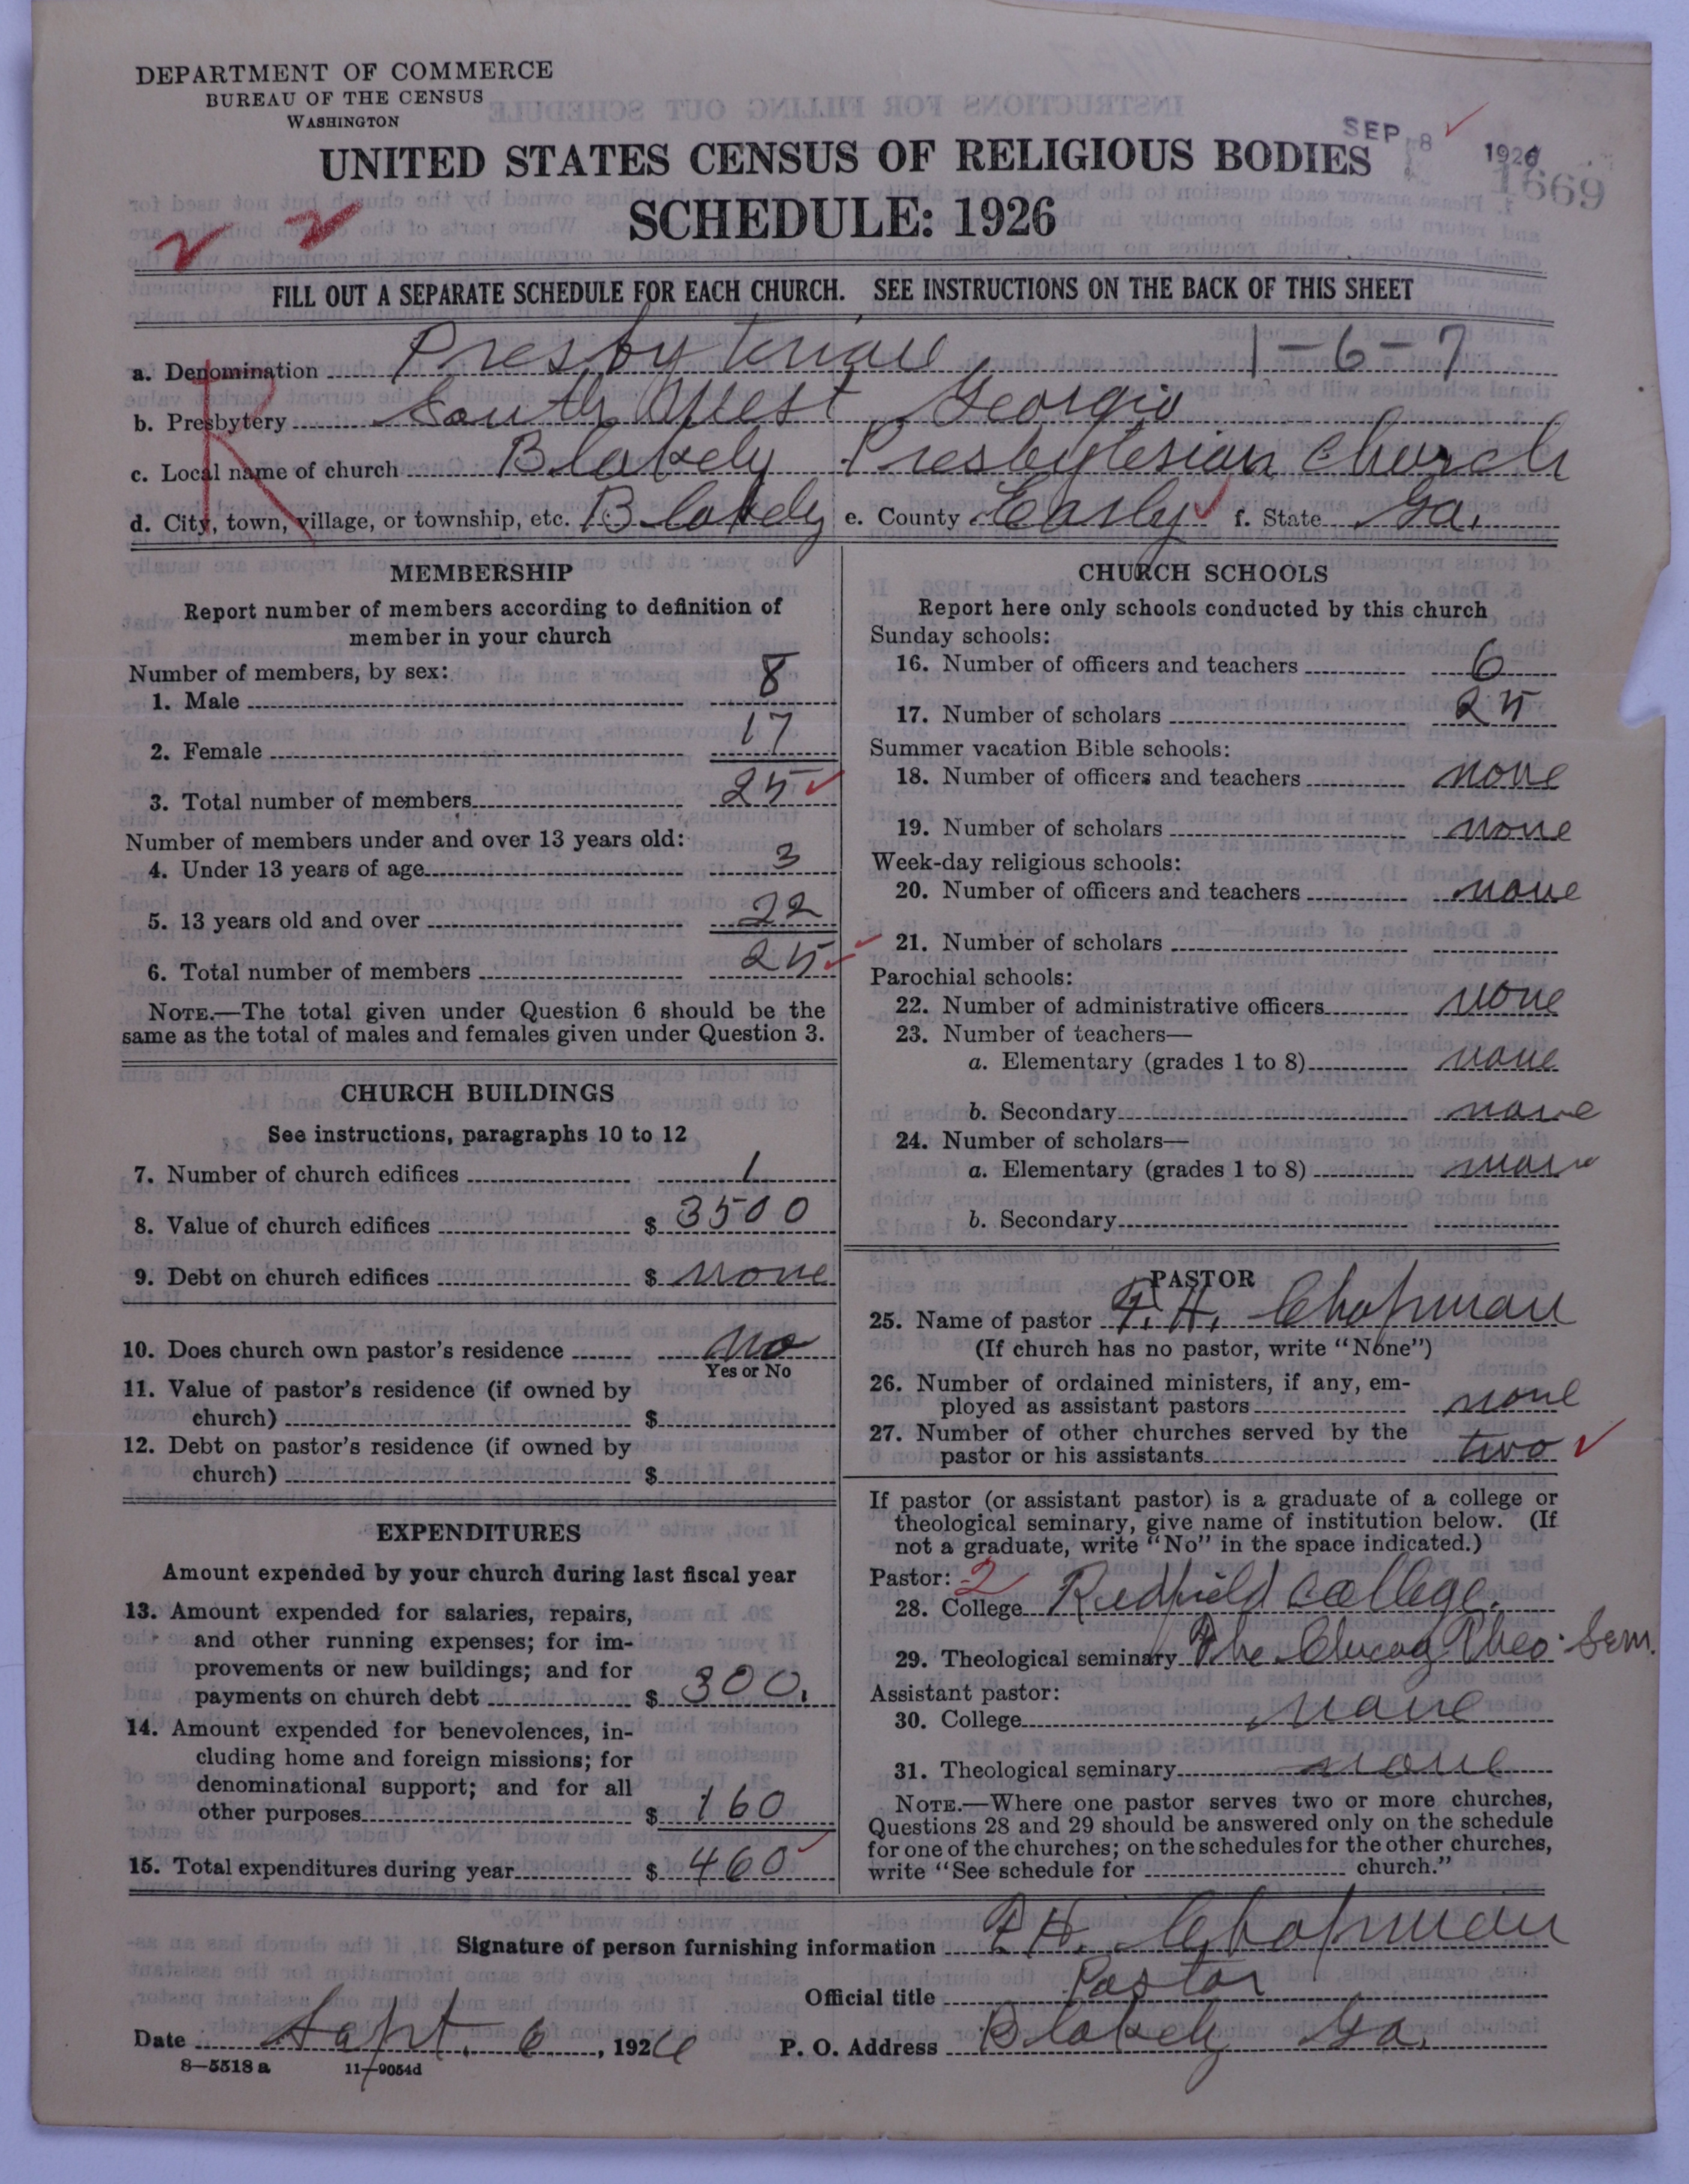 DEPARTMENT OF COMMERCE
BUREAU OF THE CENSUS
WASHINGTON
UNITED STATES CENSUS OF RELIGIOUS BODIES
SEP 8 1926
1669
SCHEDULE: 1926
FILL OUT A SEPARATE SCHEDULE FOR EACH CHURCH. SEE INSTRUCTIONS ON THE BACK OF THIS SHEET
a. Denomination Presbyterian 1-6-7
b. Presbytery South West Georgia
c. Local name of church Blakely Presbyterian Church
d. City, town, village, or township, etc. Blakely e. County Early f. State Ga.
MEMBERSHIP
Report number of members according to definition of
member in your church
Number of members, by sex:
1. Male 8
2. Female 17
3. Total number of members 25
Number of members under and over 13 years old:
4. Under 13 years of age 3
5. 13 years old and over 22
6. Total number of members 25
NOTE.—The total given under Question 6 should be the
same as the total of males and females given under Question 3.
CHURCH BUILDINGS
See instructions, paragraphs 10 to 12
7. Number of church edifices 1
8. Value of church edifices $ 3500
9. Debt on church edifices $ none
10. Does church own pastor's residence No
Yes or No
11. Value of pastor's residence (if owned by
church) $
12. Debt on pastor's residence (if owned by
church) $
EXPENDITURES
Amount expended by your church during last fiscal year
13. Amount expended for salaries, repairs,
and other running expenses; for im-
provements or new buildings; and for
payments on church debt $ 300.
14. Amount expended for benevolences, in-
cluding home and foreign missions; for
denominational support; and for all
other purposes $ 160
15. Total expenditures during year $ 460
CHURCH SCHOOLS
Report here only schools conducted by this church
Sunday schools:
16. Number of officers and teachers 6
17. Number of scholars 25
Summer vacation Bible schools:
18. Number of officers and teachers none
19. Number of scholars none
Week-day religious schools:
20. Number of officers and teachers none
21. Number of scholars
Parochial schools:
22. Number of administrative officers none
23. Number of teachers—
a. Elementary (grades 1 to 8) none
b. Secondary none
24. Number of scholars—
a. Elementary (grades 1 to 8) none
b. Secondary
PASTOR
25. Name of pastor F. H. Chapman
(If church has no pastor, write "None")
26. Number of ordained ministers, if any, em-
ployed as assistant pastors none
27. Number of other churches served by the
pastor or his assistants two
If pastor (or assistant pastor) is a graduate of a college or
theological seminary, give name of institution below. (If
not a graduate, write "No" in the space indicated.)
Pastor: 2
28. College Redfield College.
29. Theological seminary The Chicag Theo. Sem.
Assistant pastor:
30. College none
31. Theological seminary none
NOTE.—Where one pastor serves two or more churches,
Questions 28 and 29 should be answered only on the schedule
for one of the churches; on the schedules for the other churches,
write "See schedule for church."
Signature of person furnishing information F. H. Chapman
Official title Pastor
Date Sept. 6, 1926 P. O. Address Blakely Ga.
8-5518 a 11-9054d